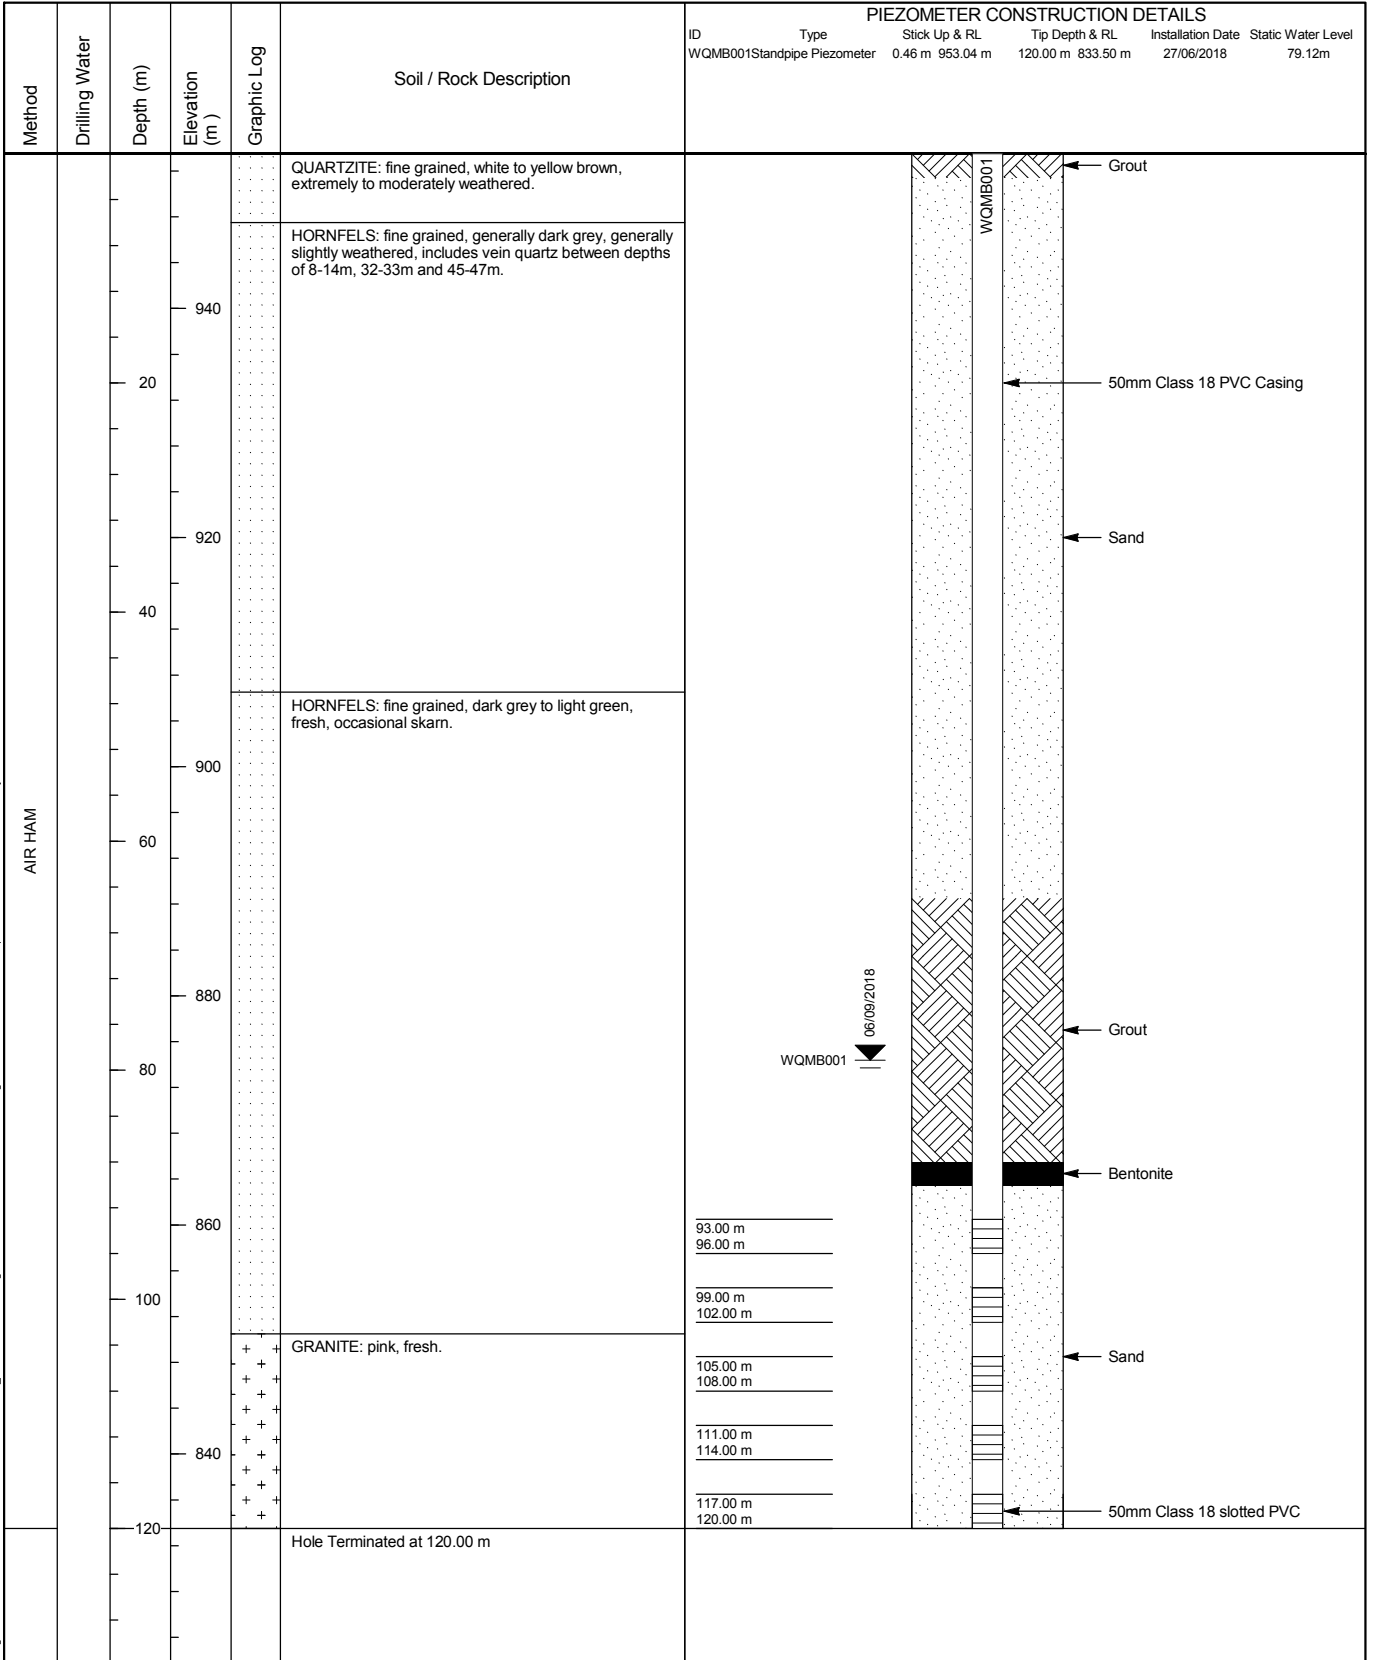 PIEZOMETER CONSTRUCTION DETAILS
Method
Drilling Water
Depth (m)
Elevation (m )
Graphic Log
Soil / Rock Description
ID Type Stick Up & RL Tip Depth & RL Installation Date Static Water Level
WQMB001 Standpipe Piezometer 0.46 m 953.04 m 120.00 m 833.50 m 27/06/2018 79.12m
QUARTZITE: fine grained, white to yellow brown,
extremely to moderately weathered.
WQMB001
Grout
HORNFELS: fine grained, generally dark grey, generally
slightly weathered, includes vein quartz between depths
of 8-14m, 32-33m and 45-47m.
940
20
50mm Class 18 PVC Casing
920
Sand
40
HORNFELS: fine grained, dark grey to light green,
fresh, occasional skarn.
900
AIR HAM
60
880
06/09/2018
Grout
WQMB001
80
Bentonite
860
93.00 m
96.00 m
99.00 m
100
102.00 m
GRANITE: pink, fresh.
Sand
105.00 m
108.00 m
111.00 m
114.00 m
840
117.00 m
120.00 m
50mm Class 18 slotted PVC
120
Hole Terminated at 120.00 m